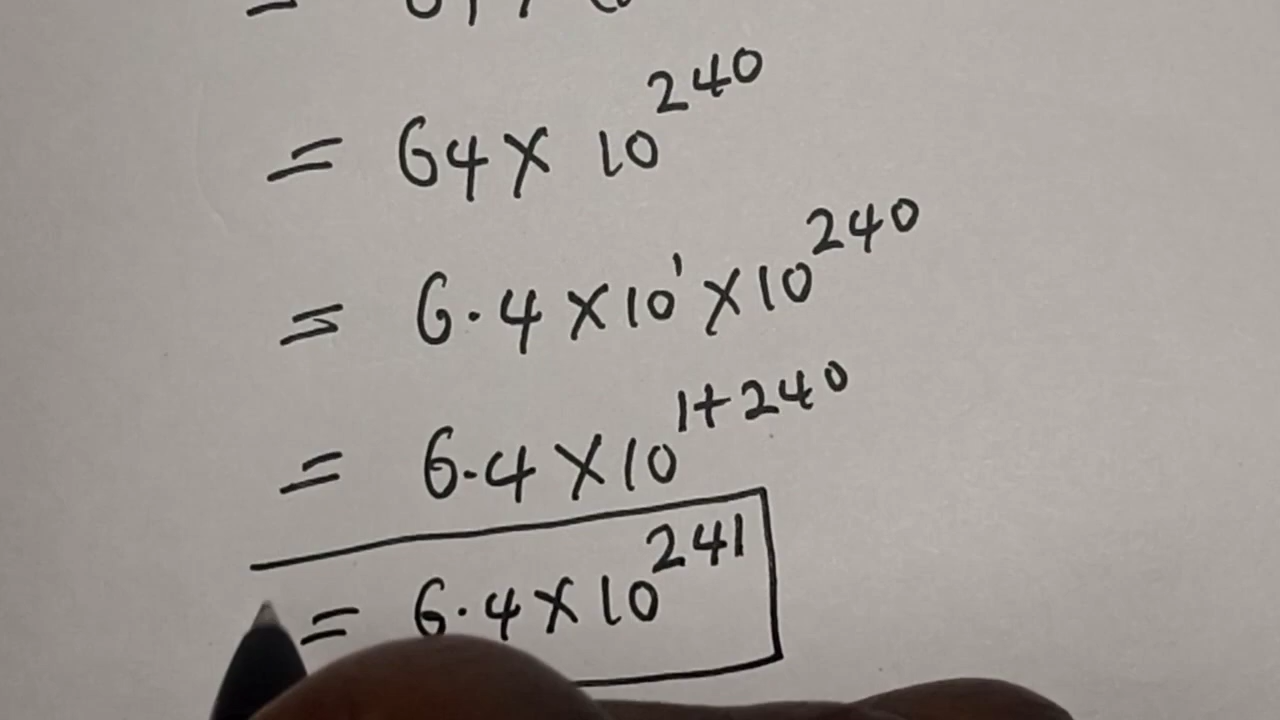 = 64 × 10^240
= 6.4 × 10^1 × 10^240
= 6.4 × 10^1+240
= 6.4 × 10^241